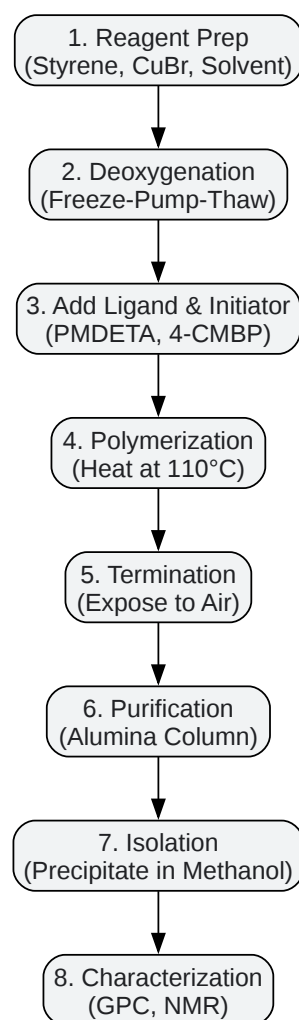 1. Reagent Prep
(Styrene, CuBr, Solvent)
2. Deoxygenation
(Freeze-Pump-Thaw)
3. Add Ligand & Initiator
(PMDETA, 4-CMBP)
4. Polymerization
(Heat at 110°C)
5. Termination
(Expose to Air)
6. Purification
(Alumina Column)
7. Isolation
(Precipitate in Methanol)
8. Characterization
(GPC, NMR)